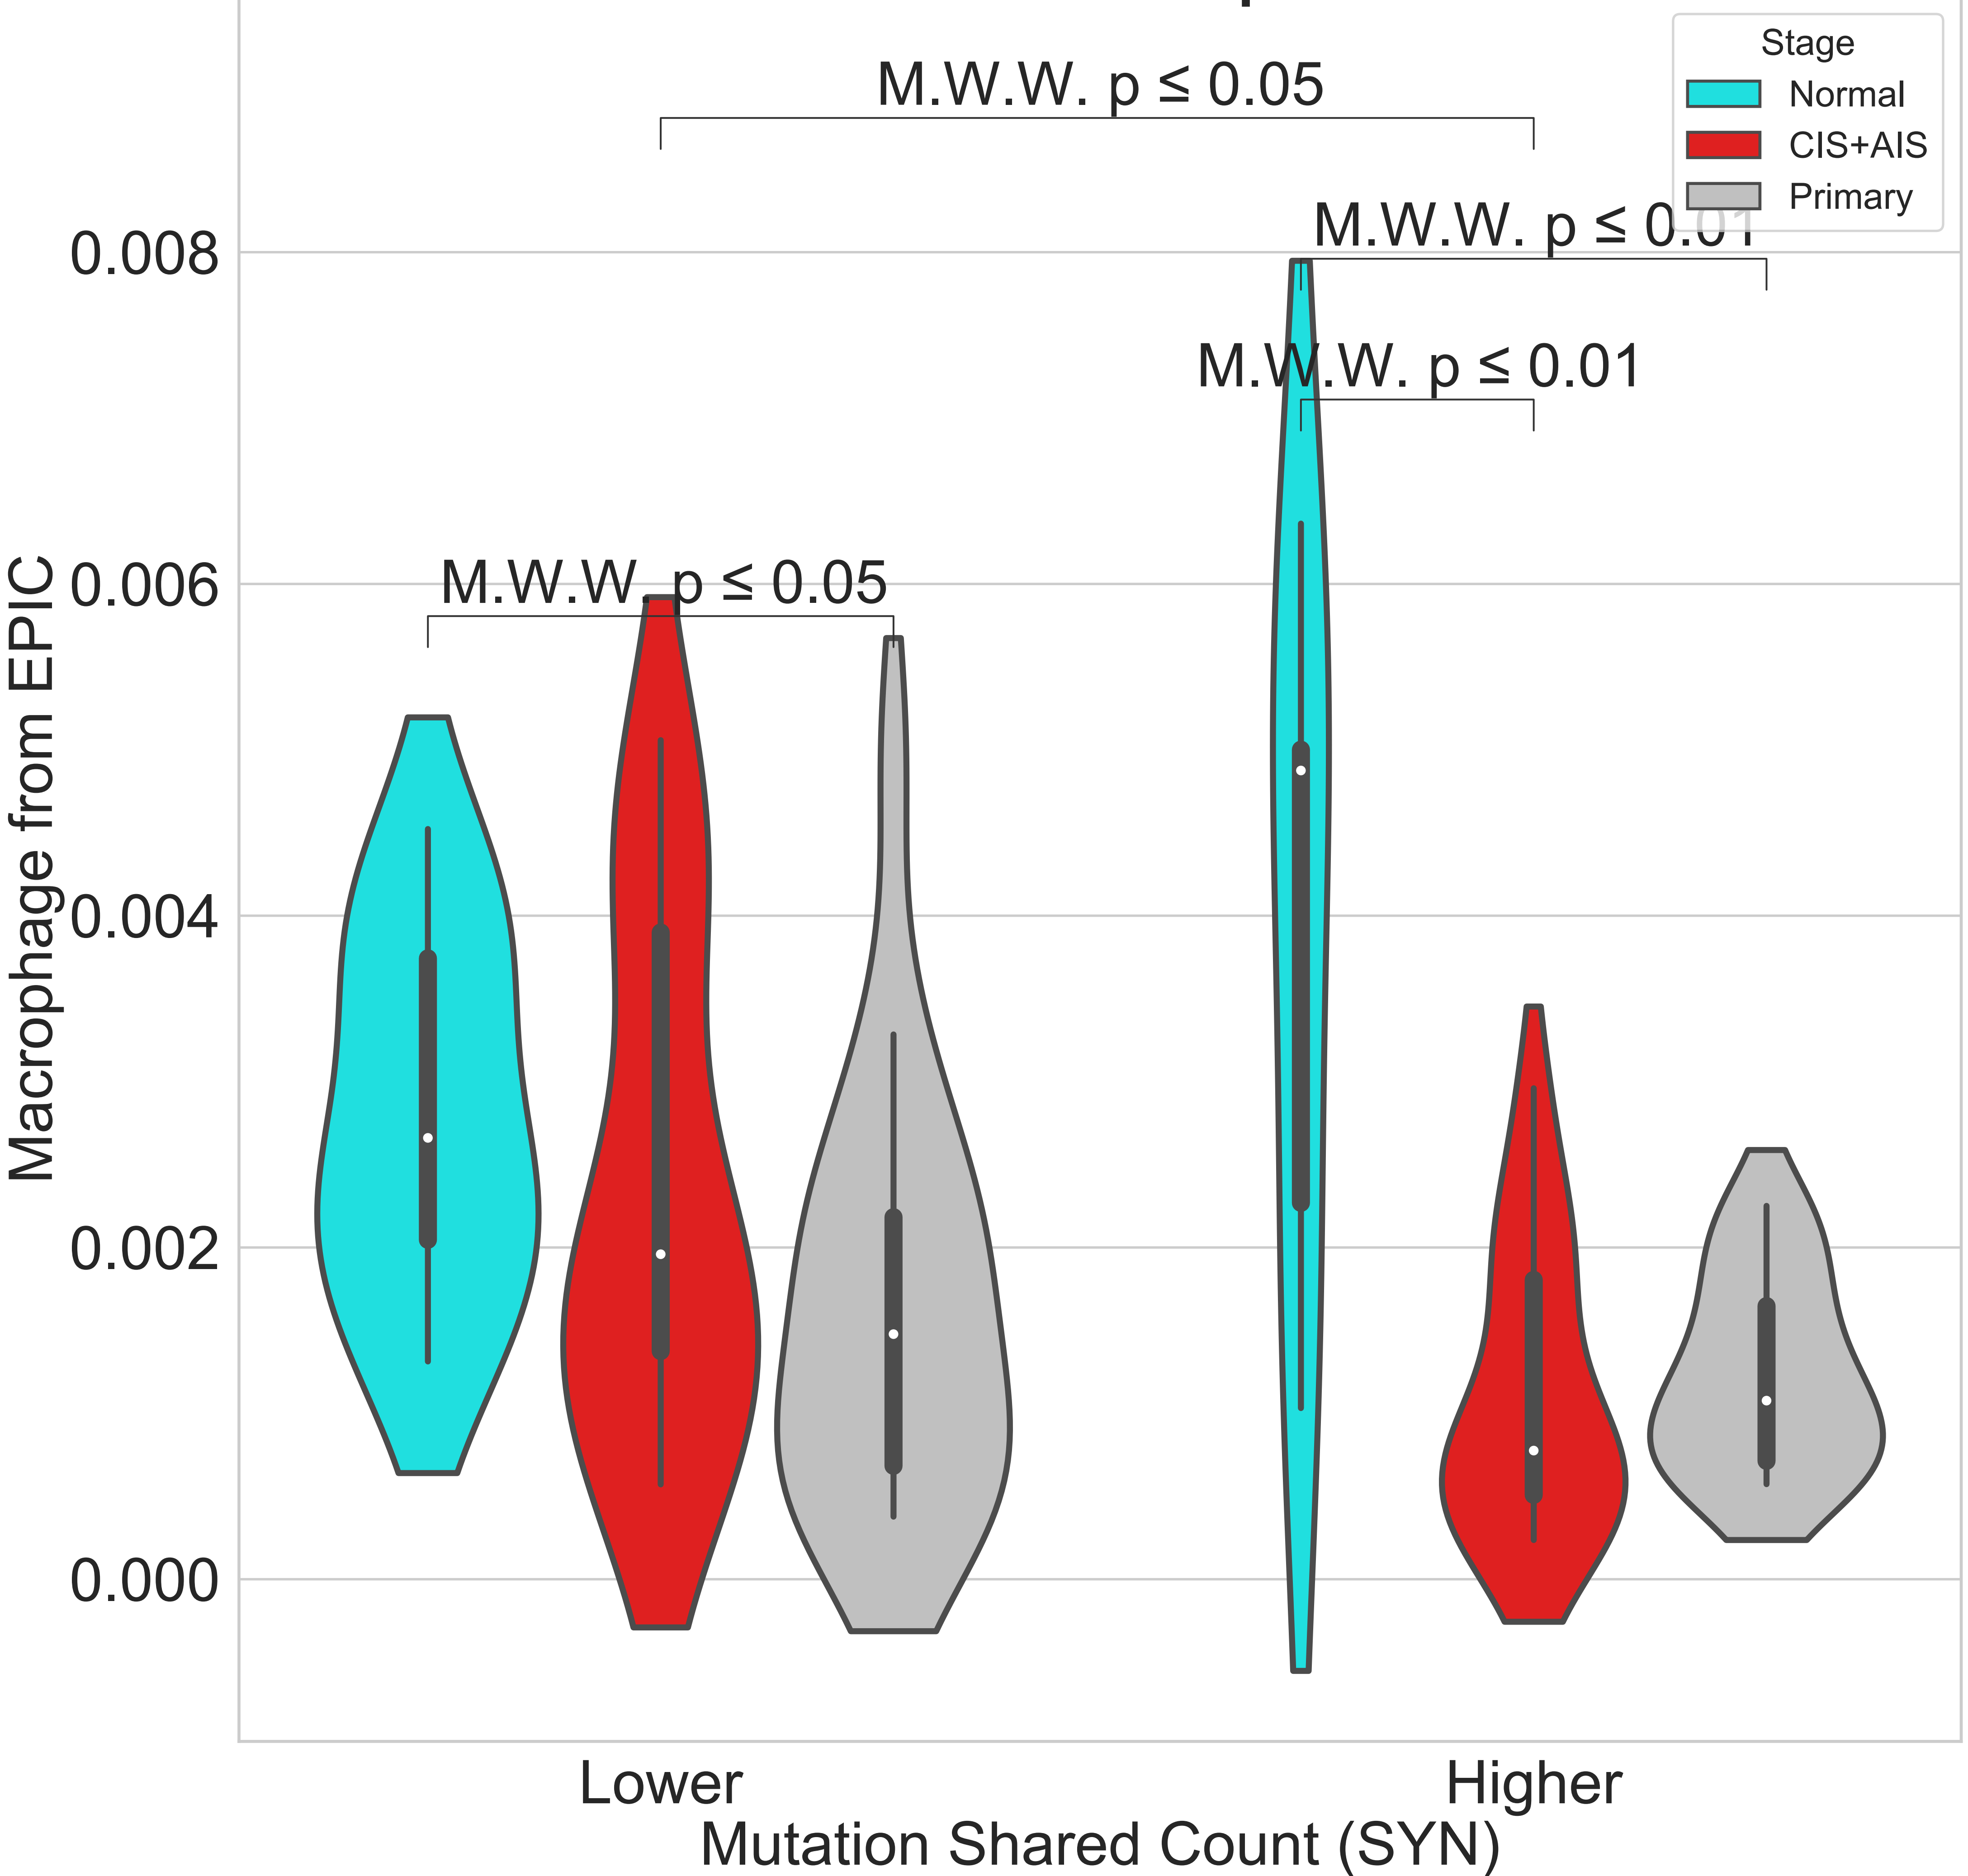 M.W.W. p ≤ 0.05
Stage
Normal
CIS+AIS
Primary
M.W.W. p ≤ 0.01
M.W.W. p ≤ 0.01
M.W.W. p ≤ 0.05
0.008
0.006
0.004
0.002
0.000
Macrophage from EPIC
Lower
Higher
Mutation Shared Count (SYN)